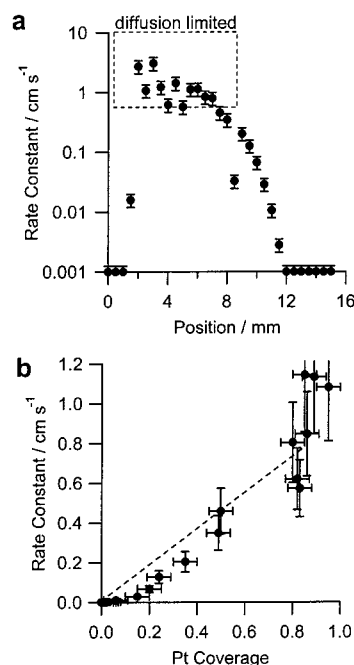 a
diffusion limited
10
1
0.1
0.01
0.001
Rate Constant / cm s⁻¹
0 4 8 12 16
Position / mm
b
1.2
1.0
0.8
0.6
0.4
0.2
0.0
Rate Constant / cm s⁻¹
0.0 0.2 0.4 0.6 0.8 1.0
Pt Coverage